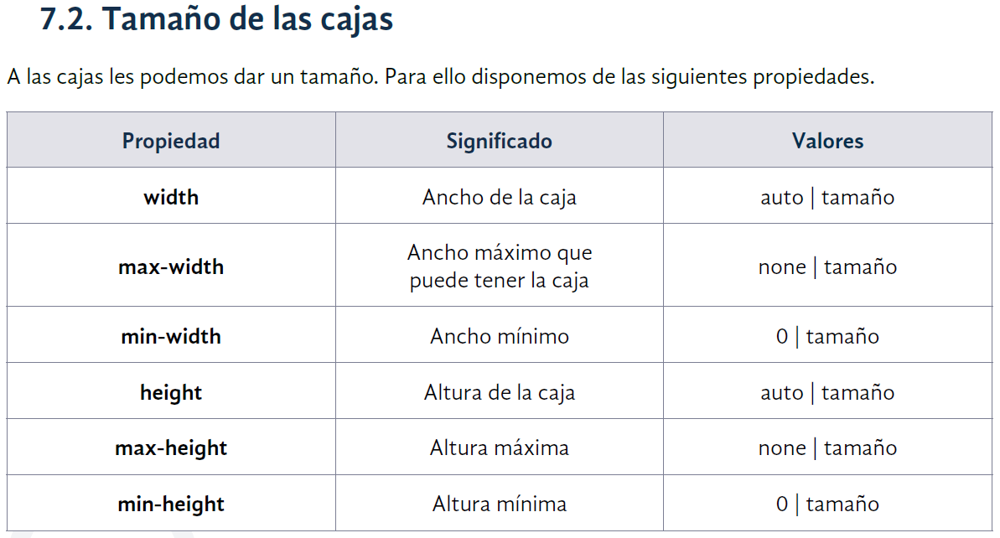 7.2. Tamaño de las cajas
A las cajas les podemos dar un tamaño. Para ello disponemos de las siguientes propiedades.
Propiedad Significado Valores
width Ancho de la caja auto | tamaño
max-width Ancho máximo que puede tener la caja none | tamaño
min-width Ancho mínimo 0 | tamaño
height Altura de la caja auto | tamaño
max-height Altura máxima none | tamaño
min-height Altura mínima 0 | tamaño